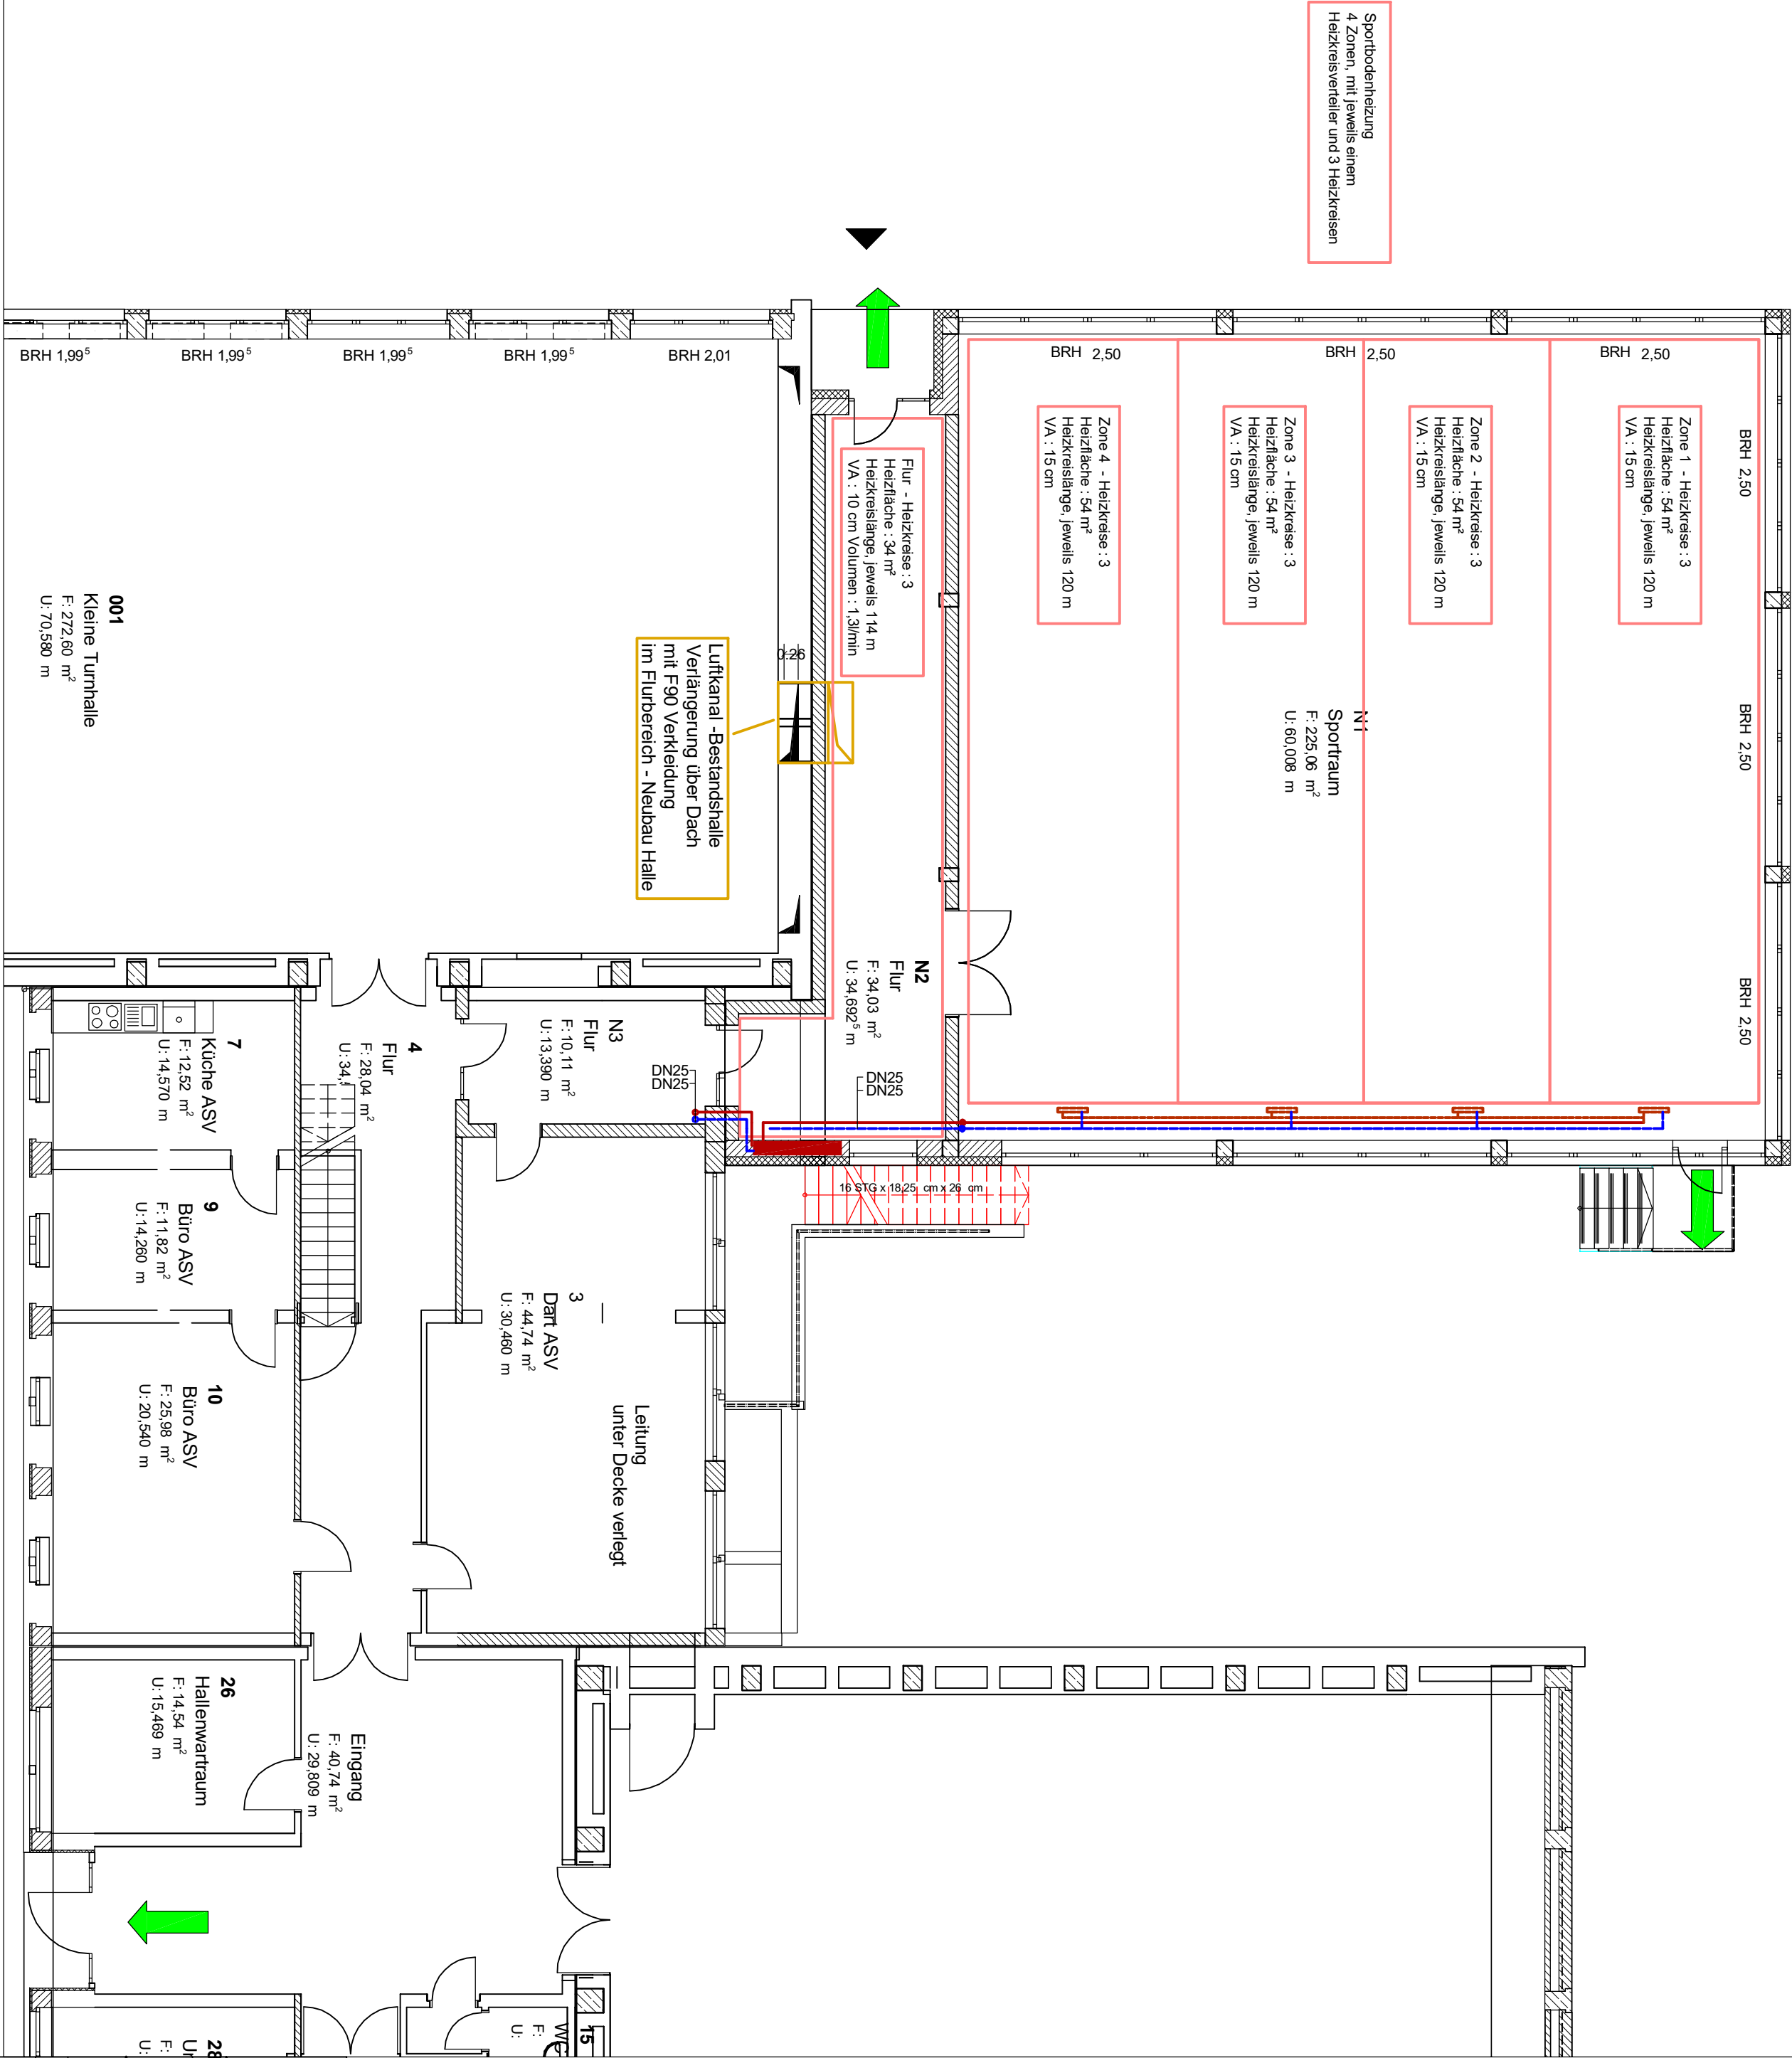 Sportbodenheizung
4 Zonen, mit jeweils einem
Heizkreisverteiler und 3 Heizkreisen
BRH 1,99⁵
BRH 1,99⁵
BRH 1,99⁵
BRH 1,99⁵
BRH 2,01
BRH 2,50
BRH 2,50
BRH 2,50
BRH 2,50
BRH 2,50
BRH 2,50
Zone 1 - Heizkreise : 3
Heizfläche : 54 m²
Heizkreislänge, jeweils 120 m
VA : 15 cm
Zone 2 - Heizkreise : 3
Heizfläche : 54 m²
Heizkreislänge, jeweils 120 m
VA : 15 cm
Zone 3 - Heizkreise : 3
Heizfläche : 54 m²
Heizkreislänge, jeweils 120 m
VA : 15 cm
Zone 4 - Heizkreise : 3
Heizfläche : 54 m²
Heizkreislänge, jeweils 120 m
VA : 15 cm
Flur - Heizkreise : 3
Heizfläche : 34 m²
Heizkreislänge, jeweils 114 m
VA : 10 cm Volumen : 1,3l/min
N1
Sportraum
F: 225,06 m²
U: 60,008 m
0.26
Luftkanal -Bestandshalle
Verlängerung über Dach
mit F90 Verkleidung
im Flurbereich - Neubau Halle
001
Kleine Turnhalle
F: 272,60 m²
U: 70,580 m
N2
Flur
F: 34,03 m²
U: 34,692⁵ m
N3
Flur
F: 10,11 m²
U: 13,390 m
DN25
DN25
DN25
DN25
4
Flur
F: 28,04 m²
U: 34,
7
Küche ASV
F: 12,52 m²
U: 14,570 m
16 STG x 18,25 cm x 26 cm
9
Büro ASV
F: 11,82 m²
U: 14,260 m
3
Dart ASV
F: 44,74 m²
U: 30,460 m
Leitung
unter Decke verlegt
10
Büro ASV
F: 25,98 m²
U: 20,540 m
26
Hallenwartraum
F: 14,54 m²
U: 15,469 m
Eingang
F: 40,74 m²
U: 29,809 m
15
WC
F:
U:
28
F:
U: